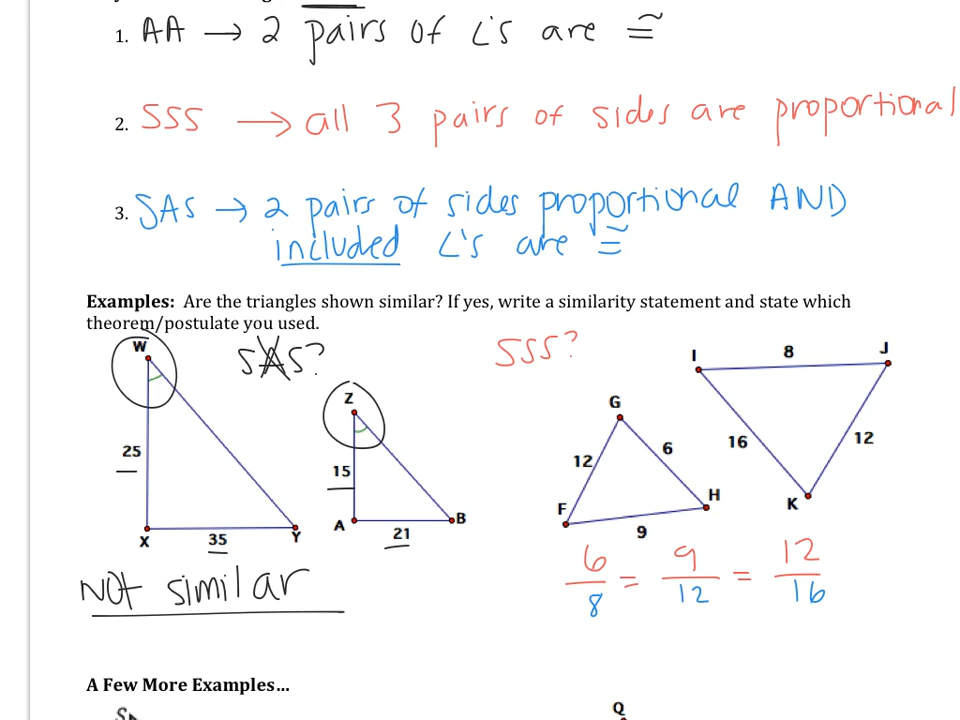 1. AA → 2 pairs of ∠'s are ≅
2. SSS → all 3 pairs of sides are proportional
3. SAS → 2 pairs of sides proportional AND
included ∠'s are ≅
Examples: Are the triangles shown similar? If yes, write a similarity statement and state which
theorem/postulate you used.
W
SAS?
Z
25
15
X
35
Y
A
21
B
NOT similar
SSS?
I
8
J
G
12
6
16
12
F
H
9
K
6/8 = 9/12 = 12/16
A Few More Examples...
Q